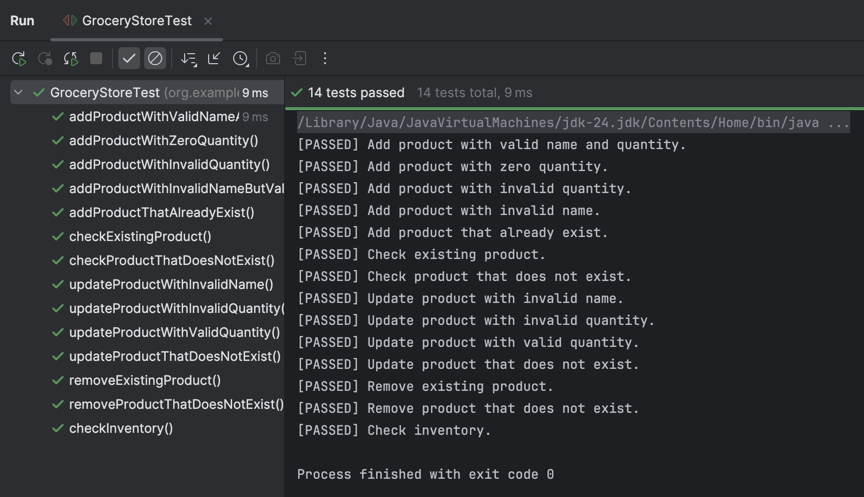 Run GroceryStoreTest
GroceryStoreTest (org.example 9 ms
addProductWithValidNameA 9 ms
addProductWithZeroQuantity()
addProductWithInvalidQuantity()
addProductWithInvalidNameButVal
addProductThatAlreadyExist()
checkExistingProduct()
checkProductThatDoesNotExist()
updateProductWithInvalidName()
updateProductWithInvalidQuantity(
updateProductWithValidQuantity()
updateProductThatDoesNotExist()
removeExistingProduct()
removeProductThatDoesNotExist()
checkInventory()
14 tests passed 14 tests total, 9 ms
/Library/Java/JavaVirtualMachines/jdk-24.jdk/Contents/Home/bin/java ...
[PASSED] Add product with valid name and quantity.
[PASSED] Add product with zero quantity.
[PASSED] Add product with invalid quantity.
[PASSED] Add product with invalid name.
[PASSED] Add product that already exist.
[PASSED] Check existing product.
[PASSED] Check product that does not exist.
[PASSED] Update product with invalid name.
[PASSED] Update product with invalid quantity.
[PASSED] Update product with valid quantity.
[PASSED] Update product that does not exist.
[PASSED] Remove existing product.
[PASSED] Remove product that does not exist.
[PASSED] Check inventory.
Process finished with exit code 0